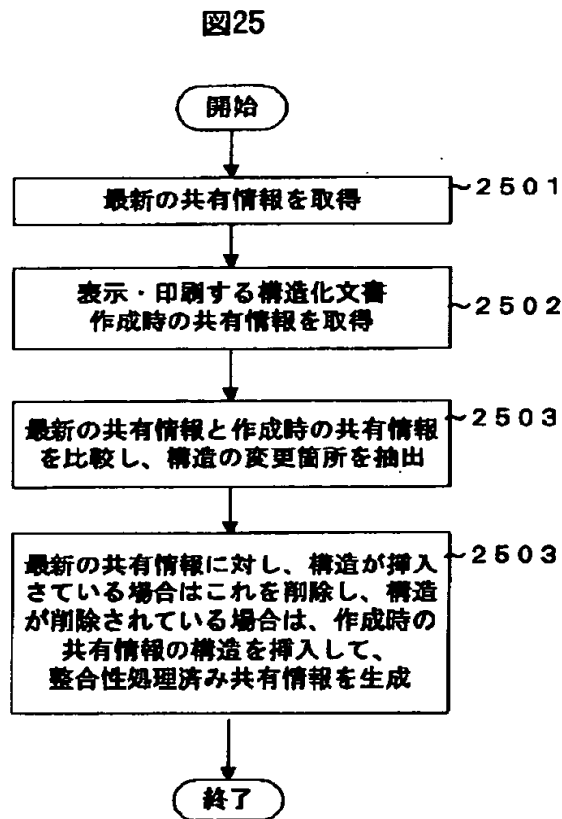 図25
開始
最新の共有情報を取得
~2501
表示・印刷する構造化文書
作成時の共有情報を取得
~2502
最新の共有情報と作成時の共有情報
を比較し、構造の変更箇所を抽出
~2503
最新の共有情報に対し、構造が挿入
さている場合はこれを削除し、構造
が削除されている場合は、作成時の
共有情報の構造を挿入して、
整合性処理済み共有情報を生成
~2503
終了